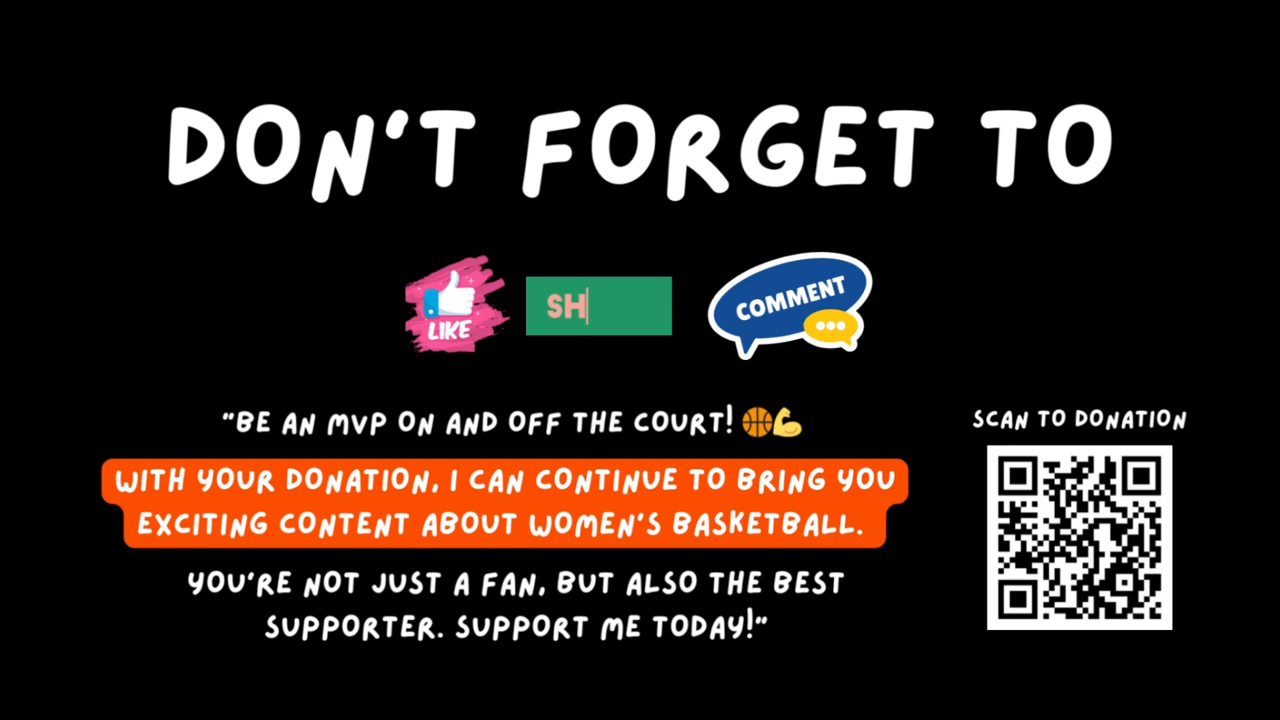 DON'T FORGET TO
LIKE
SH
COMMENT
"BE AN MVP ON AND OFF THE COURT! 🏀💪
WITH YOUR DONATION, I CAN CONTINUE TO BRING YOU
EXCITING CONTENT ABOUT WOMEN'S BASKETBALL.
YOU'RE NOT JUST A FAN, BUT ALSO THE BEST
SUPPORTER. SUPPORT ME TODAY!"
SCAN TO DONATION